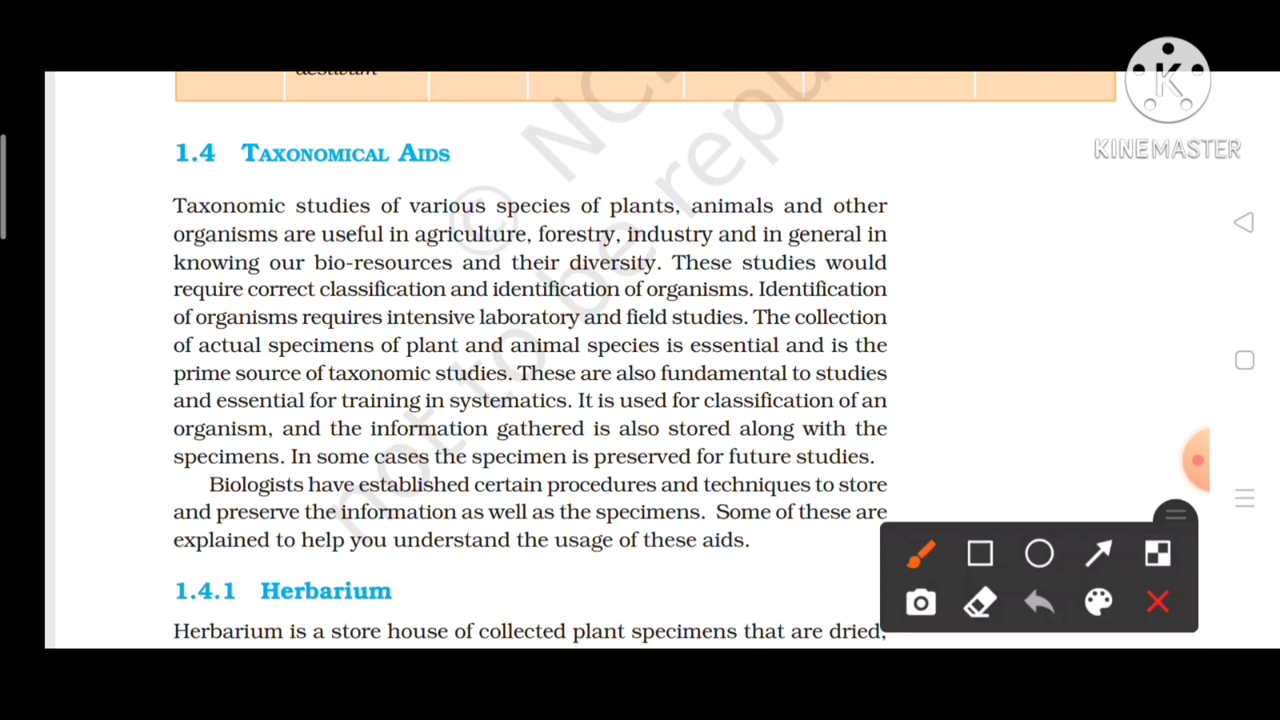 aestivum
K
KINEMASTER
1.4 TAXONOMICAL AIDS
Taxonomic studies of various species of plants, animals and other
organisms are useful in agriculture, forestry, industry and in general in
knowing our bio-resources and their diversity. These studies would
require correct classification and identification of organisms. Identification
of organisms requires intensive laboratory and field studies. The collection
of actual specimens of plant and animal species is essential and is the
prime source of taxonomic studies. These are also fundamental to studies
and essential for training in systematics. It is used for classification of an
organism, and the information gathered is also stored along with the
specimens. In some cases the specimen is preserved for future studies.
Biologists have established certain procedures and techniques to store
and preserve the information as well as the specimens. Some of these are
explained to help you understand the usage of these aids.
1.4.1 Herbarium
Herbarium is a store house of collected plant specimens that are dried,
© NC
not to be repu